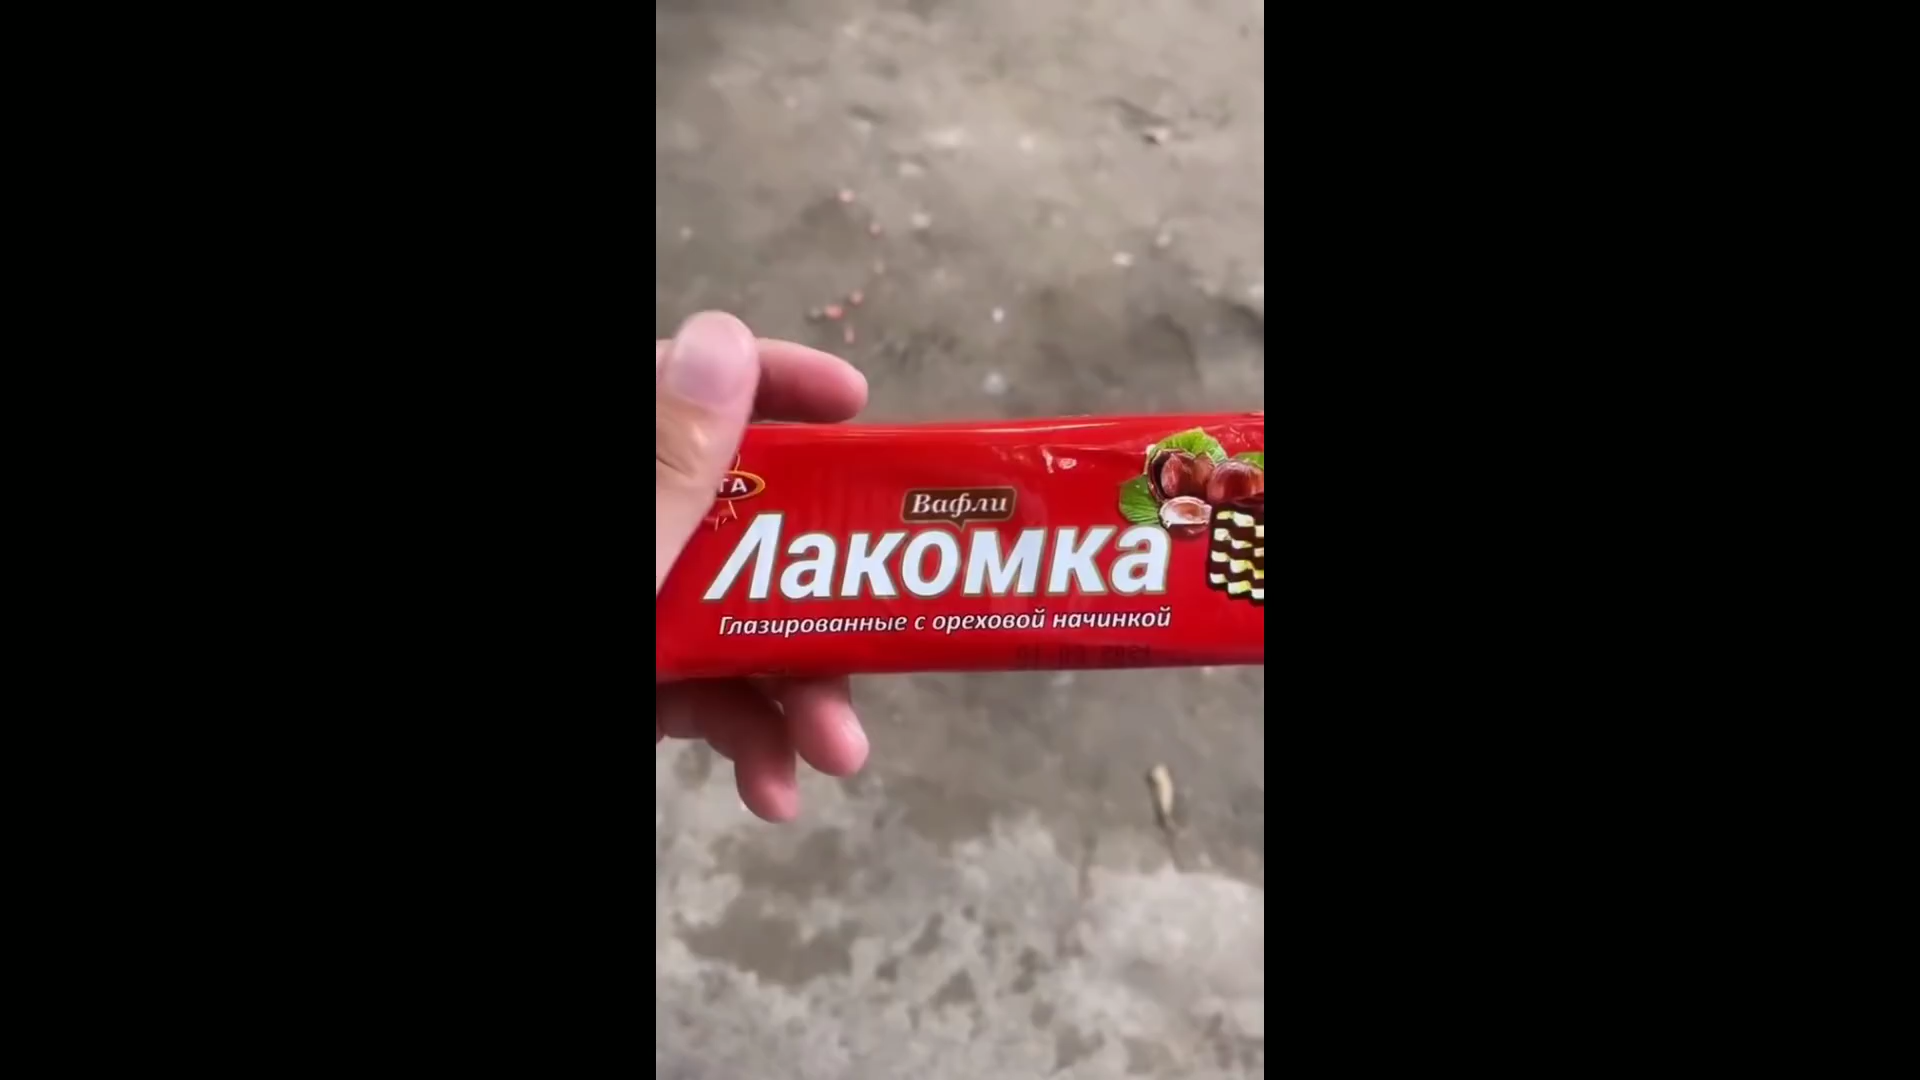 Вафли
Лакомка
Глазированные с ореховой начинкой